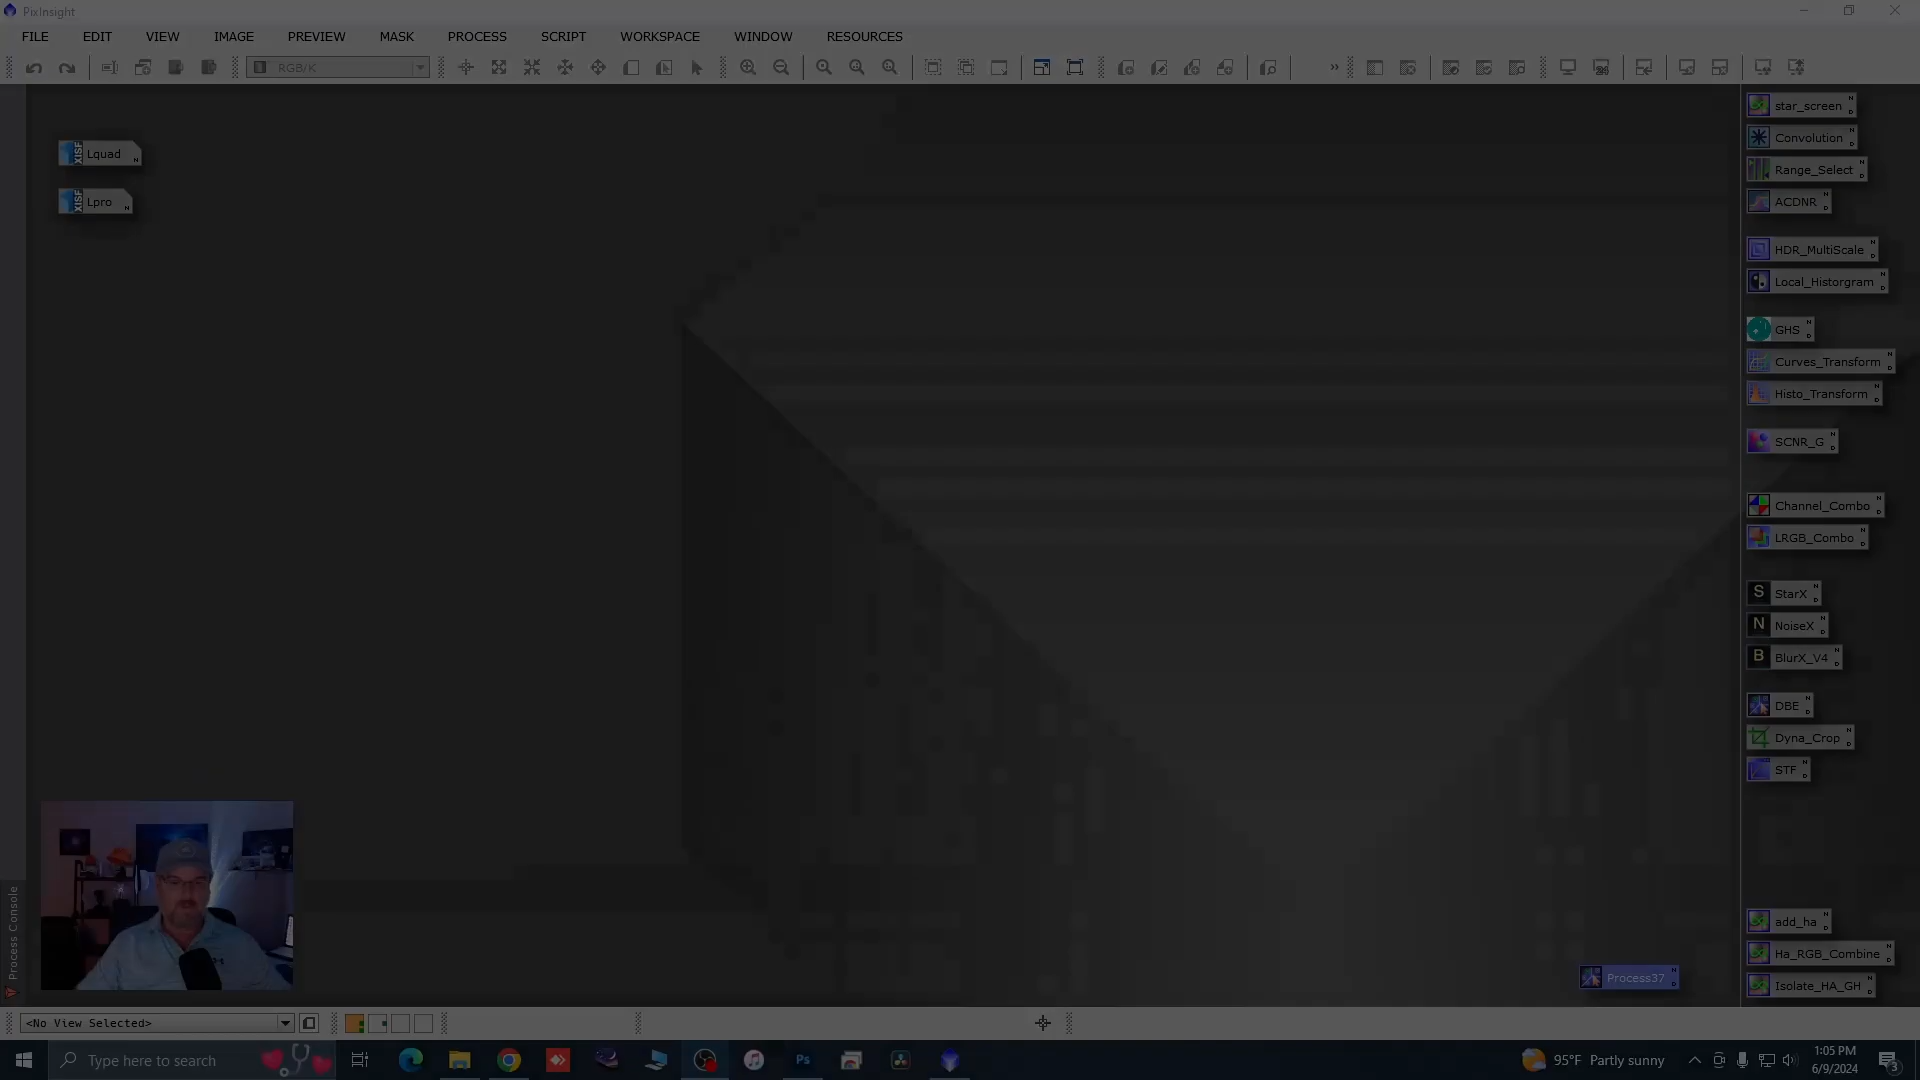 PixInsight
FILE EDIT VIEW IMAGE PREVIEW MASK PROCESS SCRIPT WORKSPACE WINDOW RESOURCES
RGB/K
star_screen
Convolution
Range_Select
ACDNR
HDR_MultiScale
Local_Historgram
GHS
Curves_Transform
Histo_Transform
SCNR_G
Channel_Combo
LRGB_Combo
StarX
NoiseX
BlurX_V4
DBE
Dyna_Crop
STF
add_ha
Ha_RGB_Combine
Isolate_HA_GH
Lquad
Lpro
Process37
Process Console
<No View Selected>
Type here to search
95°F Partly sunny
1:05 PM
6/9/2024